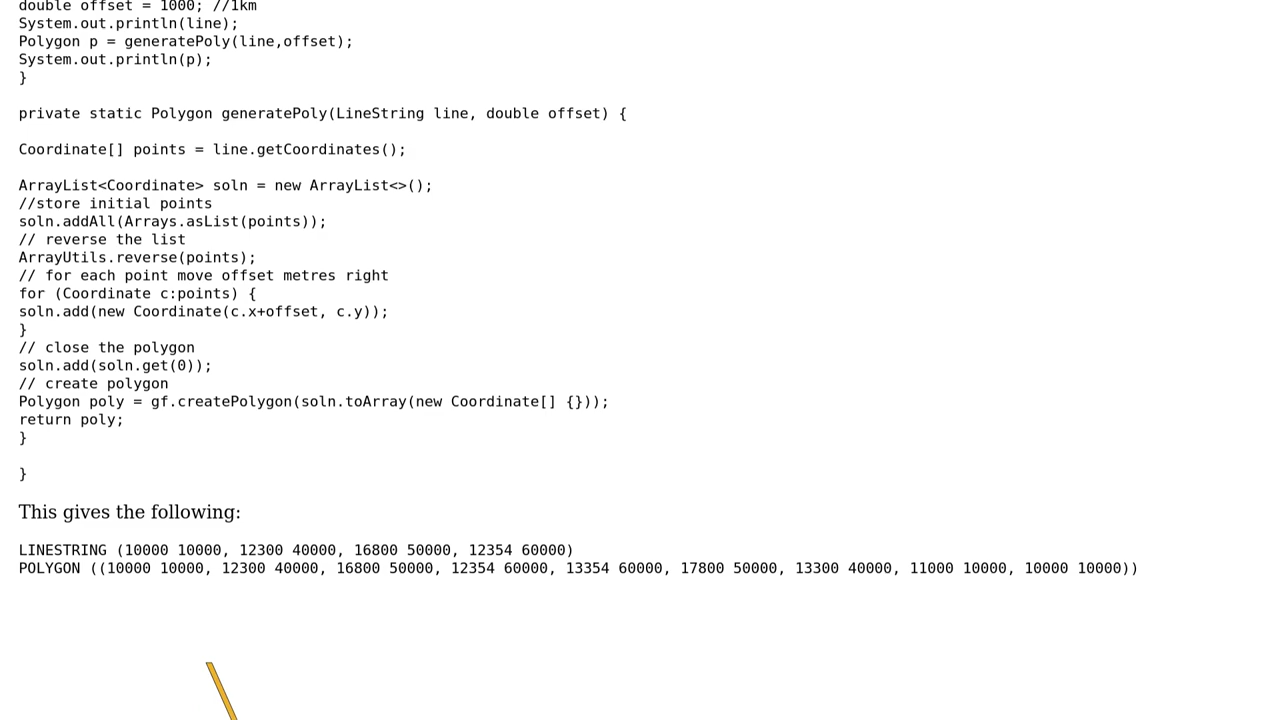 double offset = 1000; //1km
System.out.println(line);
Polygon p = generatePoly(line,offset);
System.out.println(p);
}
private static Polygon generatePoly(LineString line, double offset) {
Coordinate[] points = line.getCoordinates();
ArrayList<Coordinate> soln = new ArrayList<>();
//store initial points
soln.addAll(Arrays.asList(points));
// reverse the list
ArrayUtils.reverse(points);
// for each point move offset metres right
for (Coordinate c:points) {
soln.add(new Coordinate(c.x+offset, c.y));
}
// close the polygon
soln.add(soln.get(0));
// create polygon
Polygon poly = gf.createPolygon(soln.toArray(new Coordinate[] {}));
return poly;
}
}
This gives the following:
LINESTRING (10000 10000, 12300 40000, 16800 50000, 12354 60000)
POLYGON ((10000 10000, 12300 40000, 16800 50000, 12354 60000, 13354 60000, 17800 50000, 13300 40000, 11000 10000, 10000 10000))